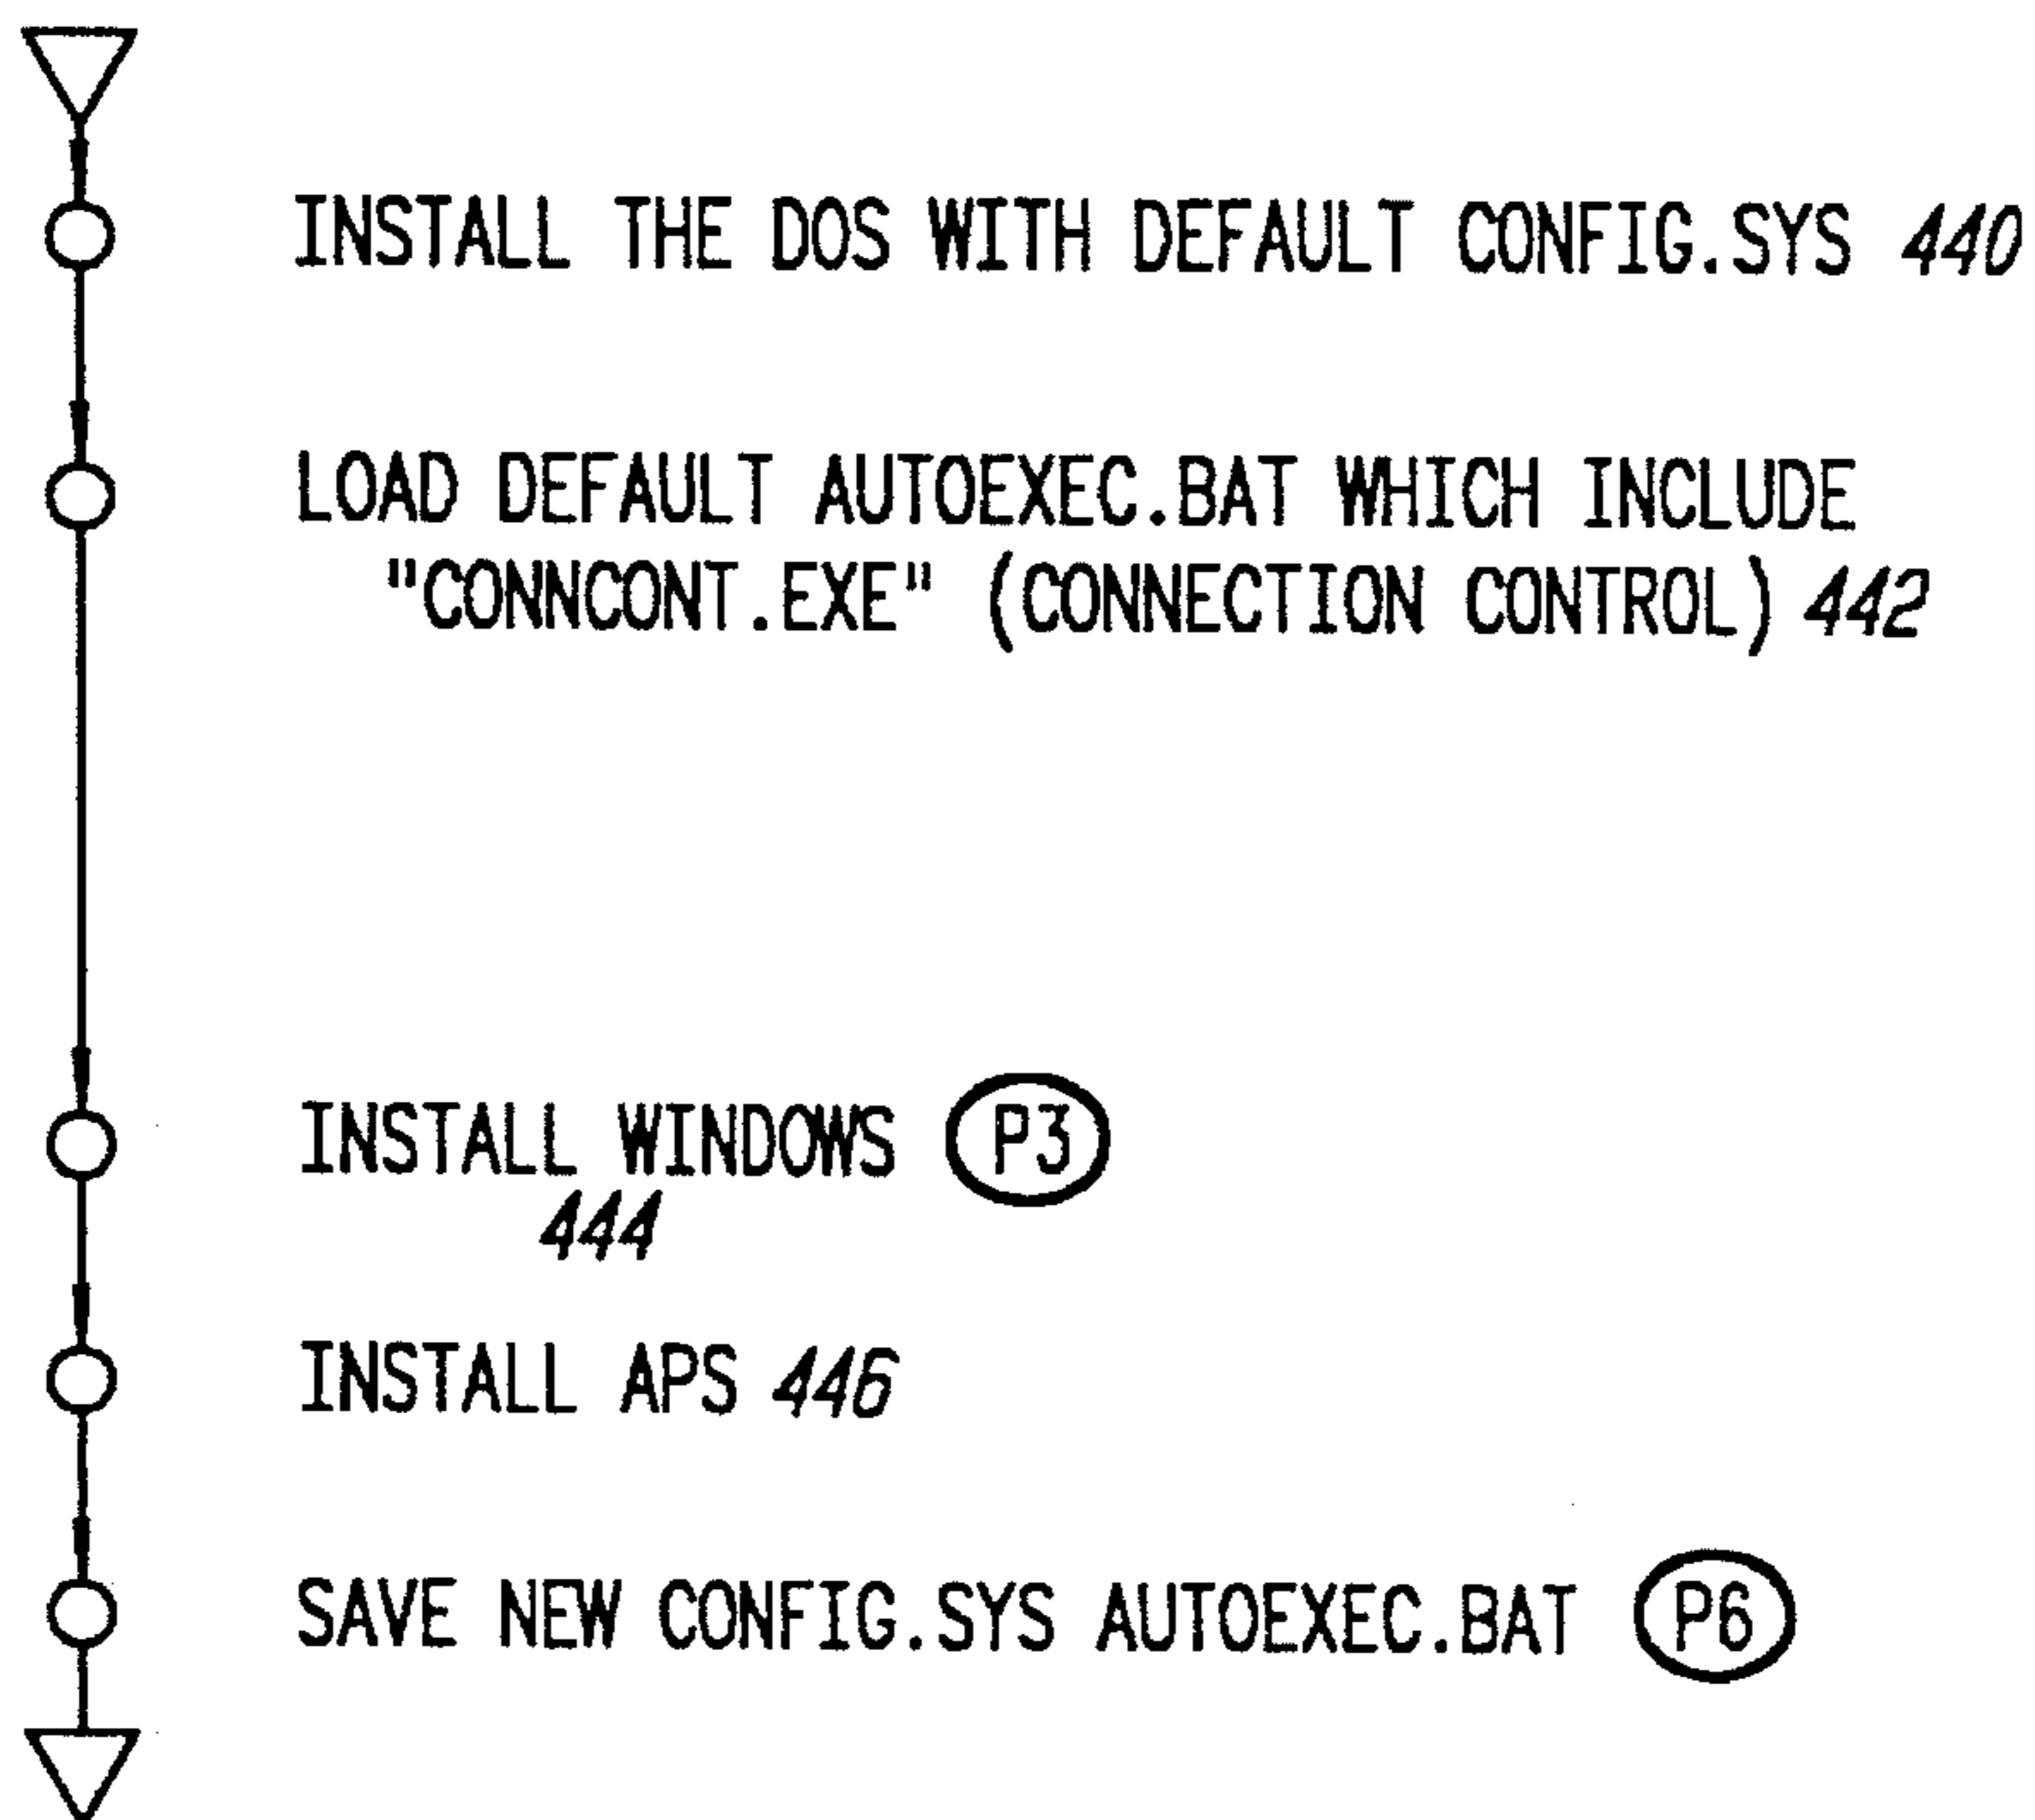 INSTALL THE DOS WITH DEFAULT CONFIG.SYS 440
LOAD DEFAULT AUTOEXEC.BAT WHICH INCLUDE
"CONNCONT.EXE" (CONNECTION CONTROL) 442
INSTALL WINDOWS P3
444
INSTALL APS 446
SAVE NEW CONFIG.SYS AUTOEXEC.BAT P6